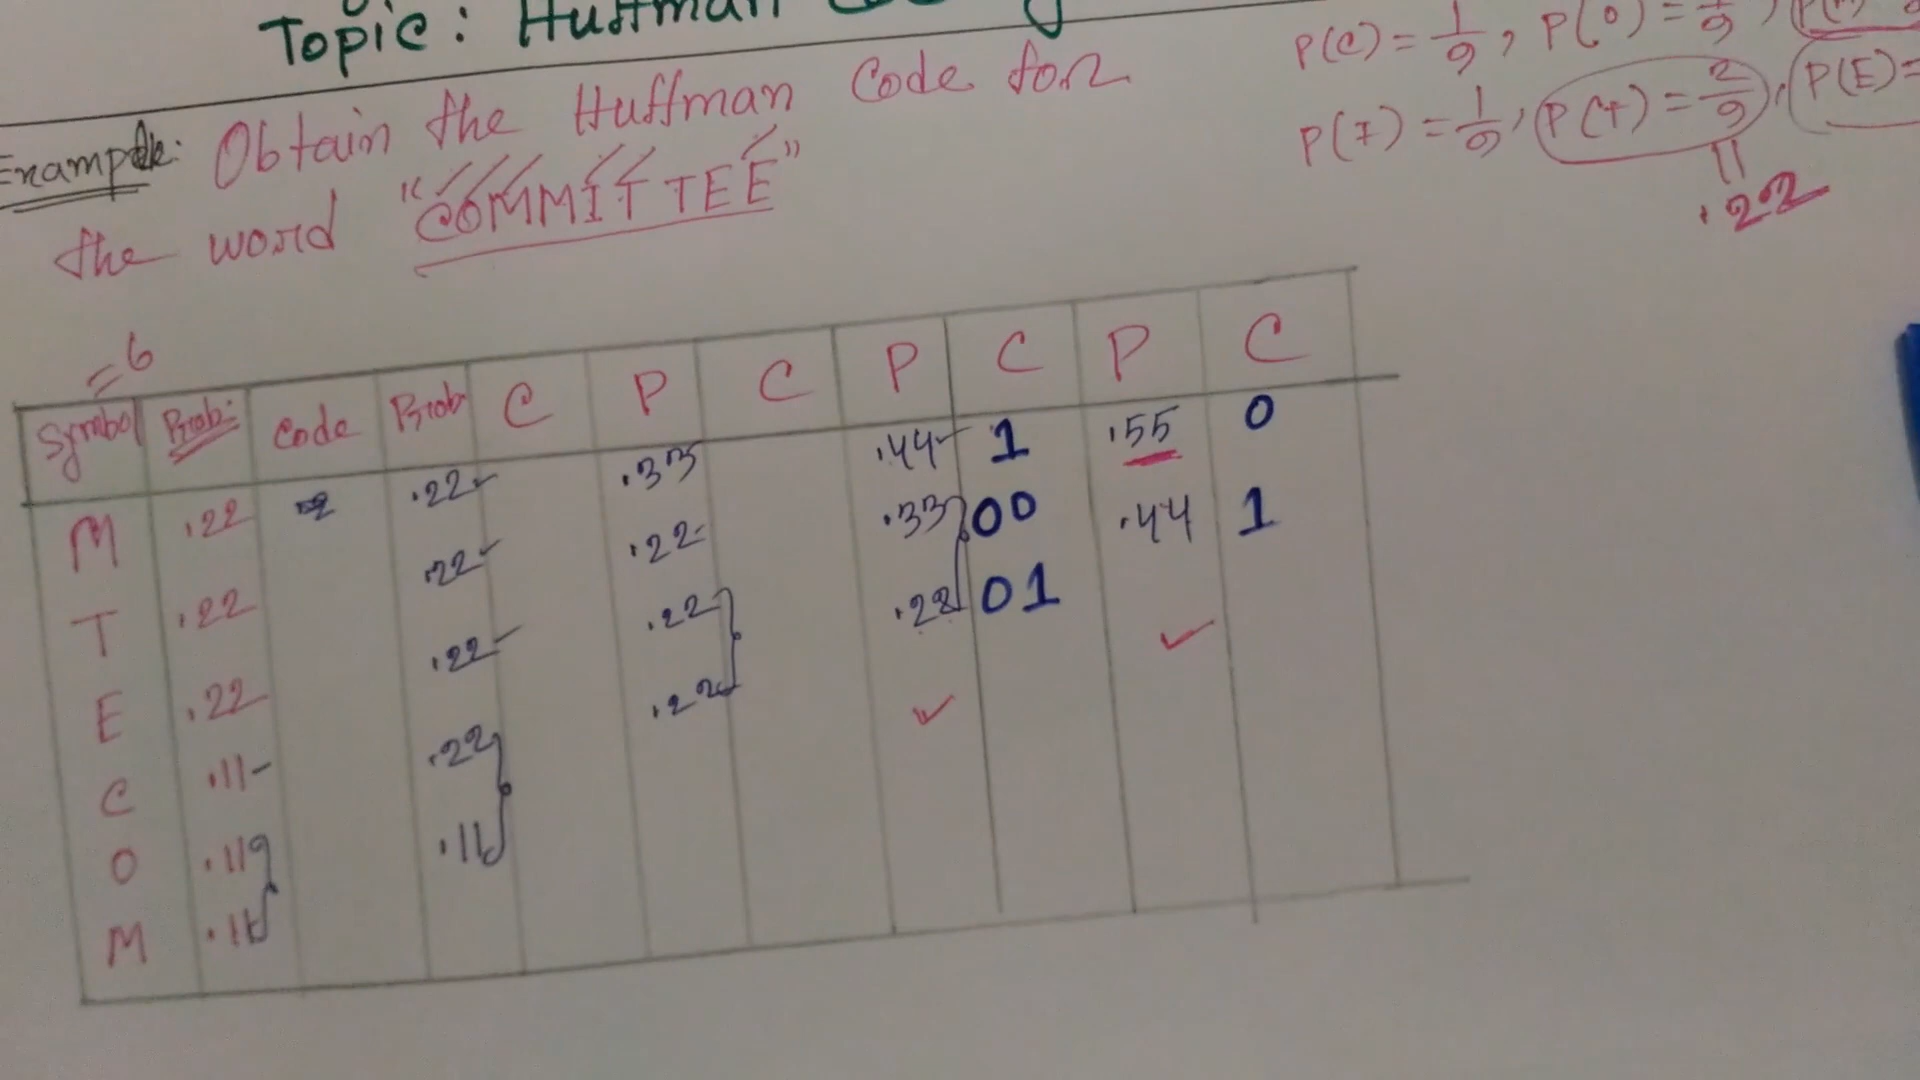 Topic: Huffman
P(C) = 1/9, P(O) = 1/9,
Example: Obtain the Huffman Code for
P(I) = 1/9, P(T) = 2/9, P(E) =
the word "COMMITTEE"
.22
=6
Symbol Prob: Code Prob C P C P C P C
.22 .33 .44 1 .55 0
M .22 .22 .22 .33 00 .44 1
T .22 .22 .22 .22 01
E .22 .22 .22
C .11
O .11 .11
M .11